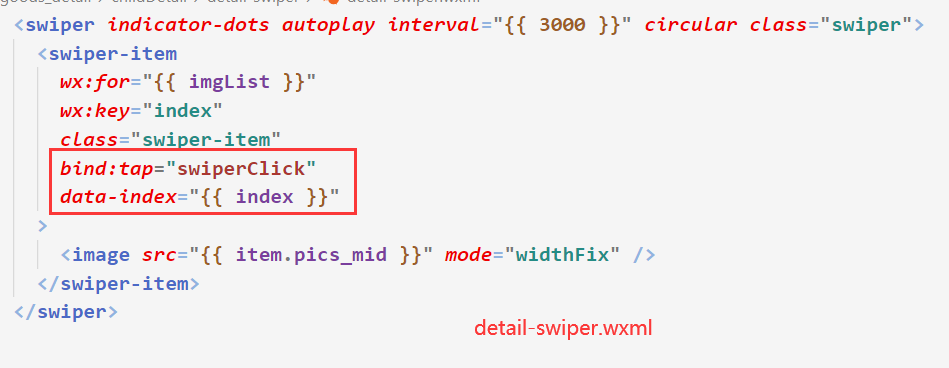 goods_detail > childDetail > detail-swiper > detail-swiper.wxml
<swiper indicator-dots autoplay interval="{{ 3000 }}" circular class="swiper">
<swiper-item
wx:for="{{ imgList }}"
wx:key="index"
class="swiper-item"
bind:tap="swiperClick"
data-index="{{ index }}"
>
<image src="{{ item.pics_mid }}" mode="widthFix" />
</swiper-item>
</swiper>
detail-swiper.wxml